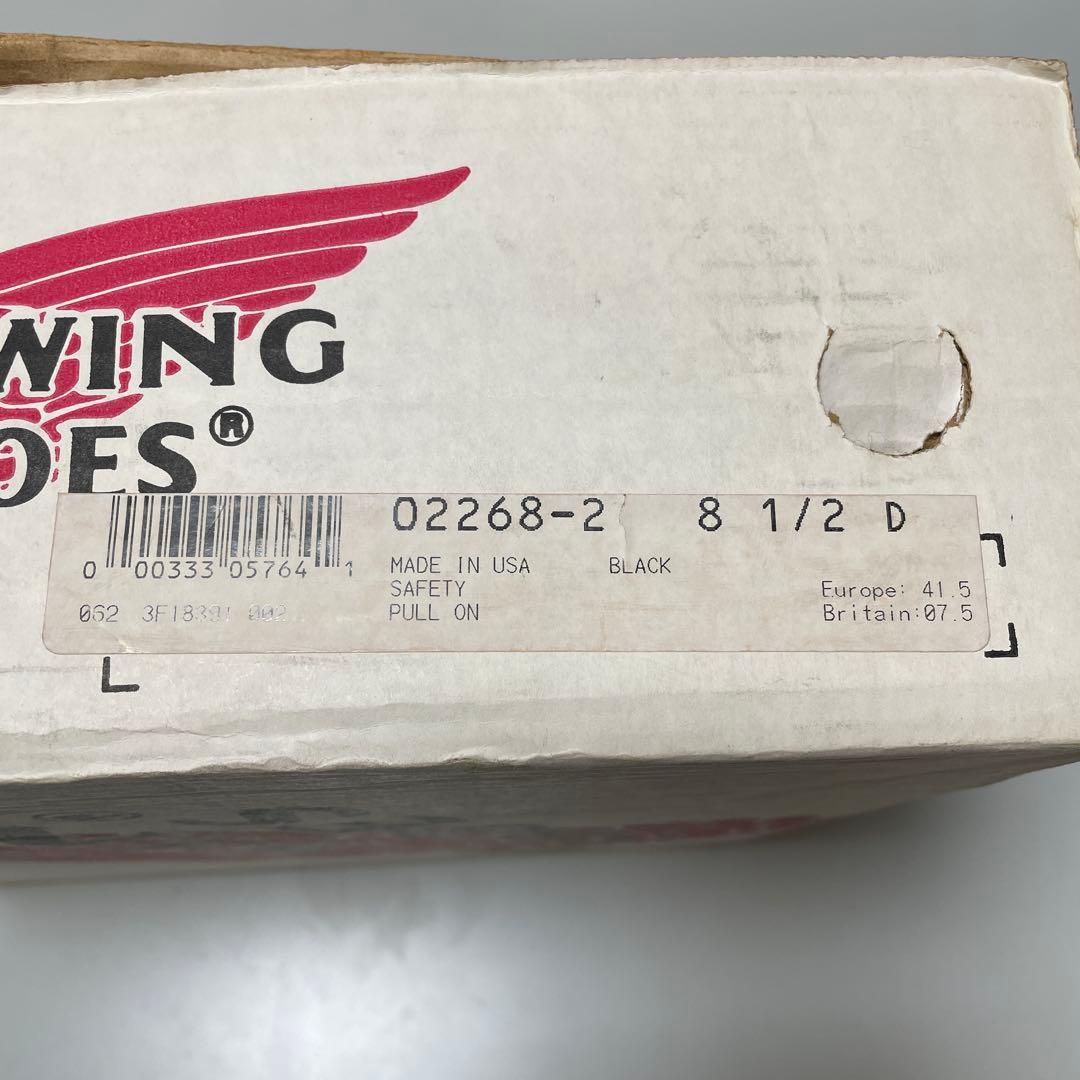 WING
OES®
02268-2 8 1/2 D
0 00333 05764 1
MADE IN USA BLACK
SAFETY Europe: 41.5
062 PULL ON Britain:07.5